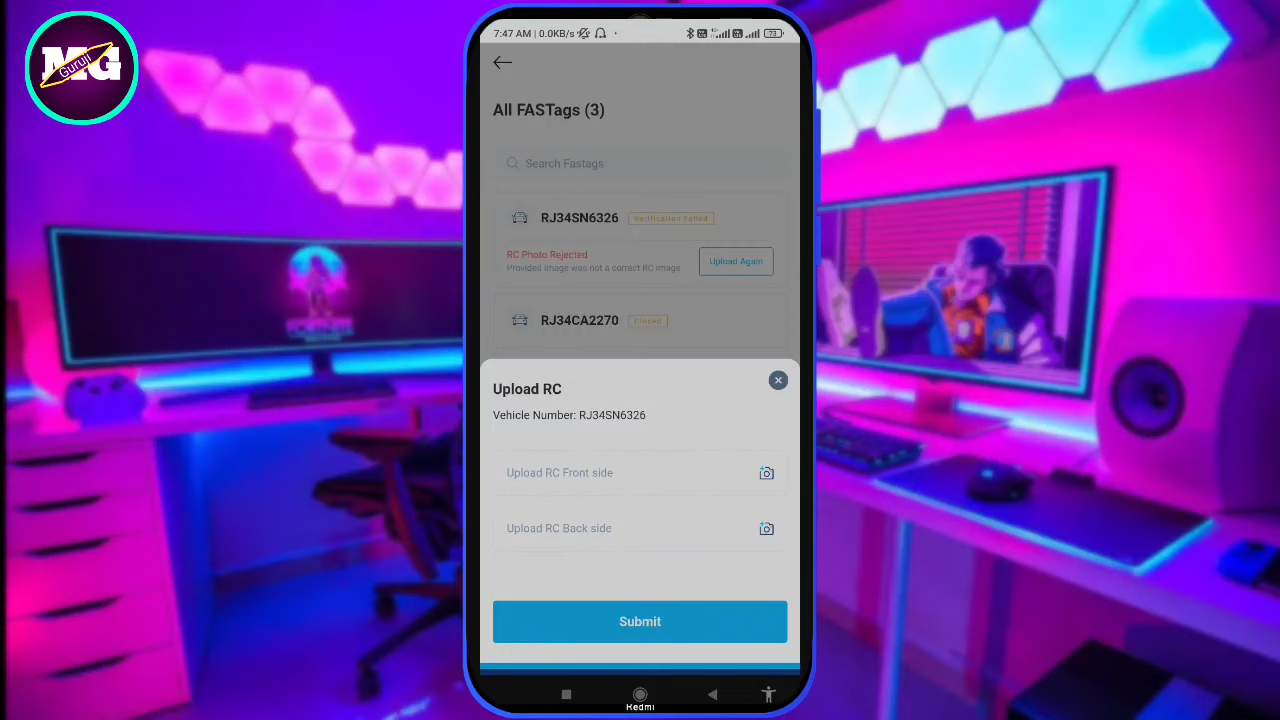 MG
Guruji
7:47 AM | 0.0KB/s
73
All FASTags (3)
Search Fastags
RJ34SN6326 Verification Failed
RC Photo Rejected
Provided image was not a correct RC image
Upload Again
RJ34CA2270 Closed
Upload RC
Vehicle Number: RJ34SN6326
Upload RC Front side
Upload RC Back side
Submit
Redmi